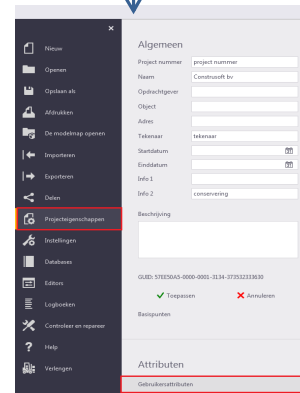 Nieuw
Openen
Opslaan als
Afdrukken
De modelmap openen
Importeren
Exporteren
Delen
Projecteigenschappen
Instellingen
Databases
Editors
Logboeken
Controleer en repareer
Help
Verlengen
Algemeen
Project nummer project nummer
Naam Construsoft bv
Opdrachtgever
Object
Adres
Tekenaar tekenaar
Startdatum
Einddatum
Info 1
Info 2 conservering
Beschrijving
GUID: 57EE50A5-0000-0001-3134-373532333630
Toepassen Annuleren
Basispunten
Attributen
Gebruikersattributen